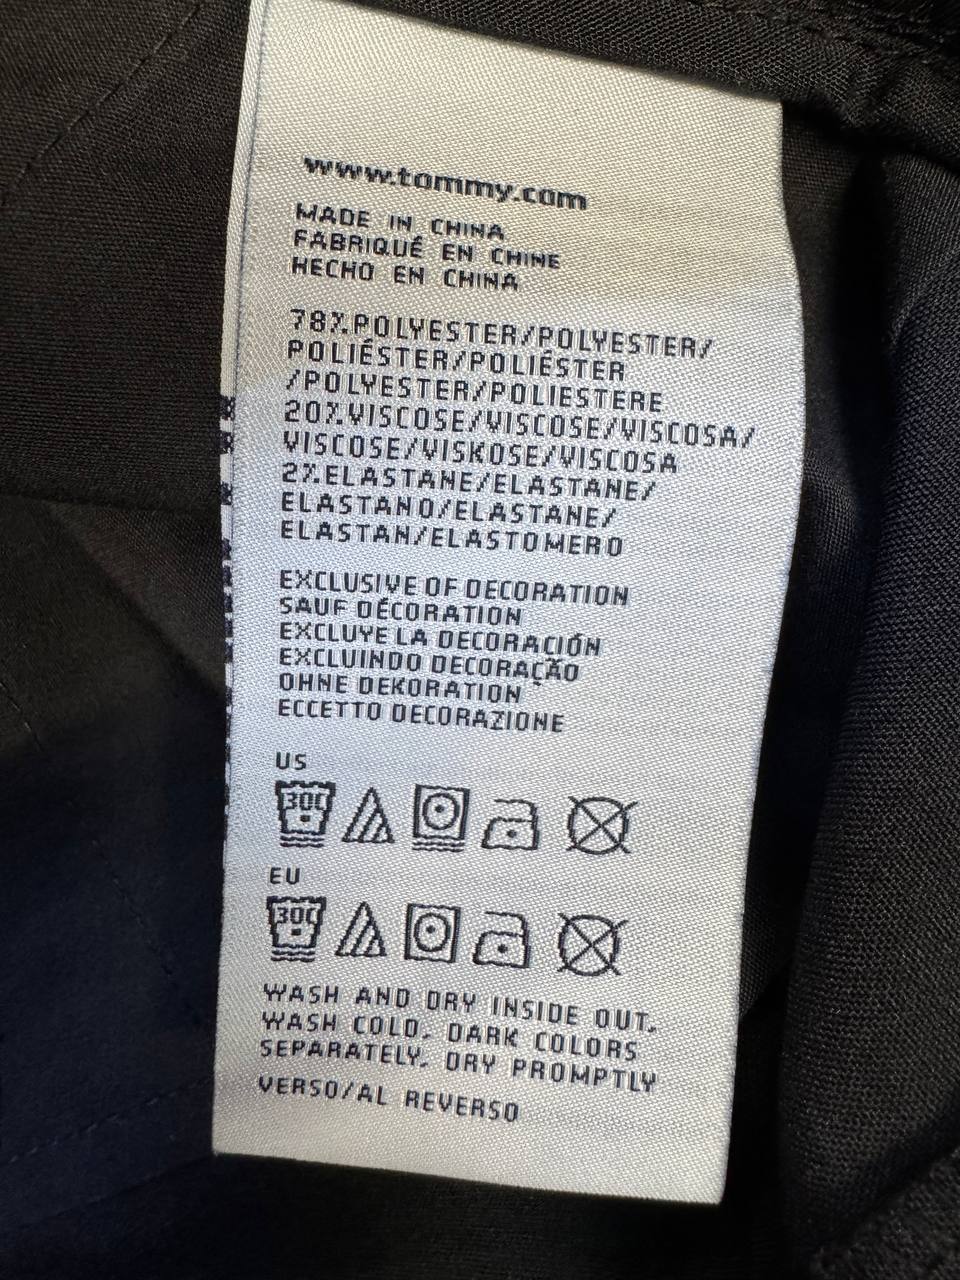 www.tommy.com
MADE IN CHINA
FABRIQUÉ EN CHINE
HECHO EN CHINA
78%POLYESTER/POLYESTER/
POLIÉSTER/POLIÉSTER
/POLYESTER/POLIESTERE
20%VISCOSE/VISCOSE/VISCOSA/
VISCOSE/VISKOSE/VISCOSA
2%ELASTANE/ELASTANE/
ELASTANO/ELASTANE/
ELASTAN/ELASTOMERO
EXCLUSIVE OF DECORATION
SAUF DÉCORATION
EXCLUYE LA DECORACIÓN
EXCLUINDO DECORAÇÃO
OHNE DEKORATION
ECCETTO DECORAZIONE
US
30C
EU
30C
WASH AND DRY INSIDE OUT.
WASH COLD. DARK COLORS
SEPARATELY. DRY PROMPTLY
VERSO/AL REVERSO